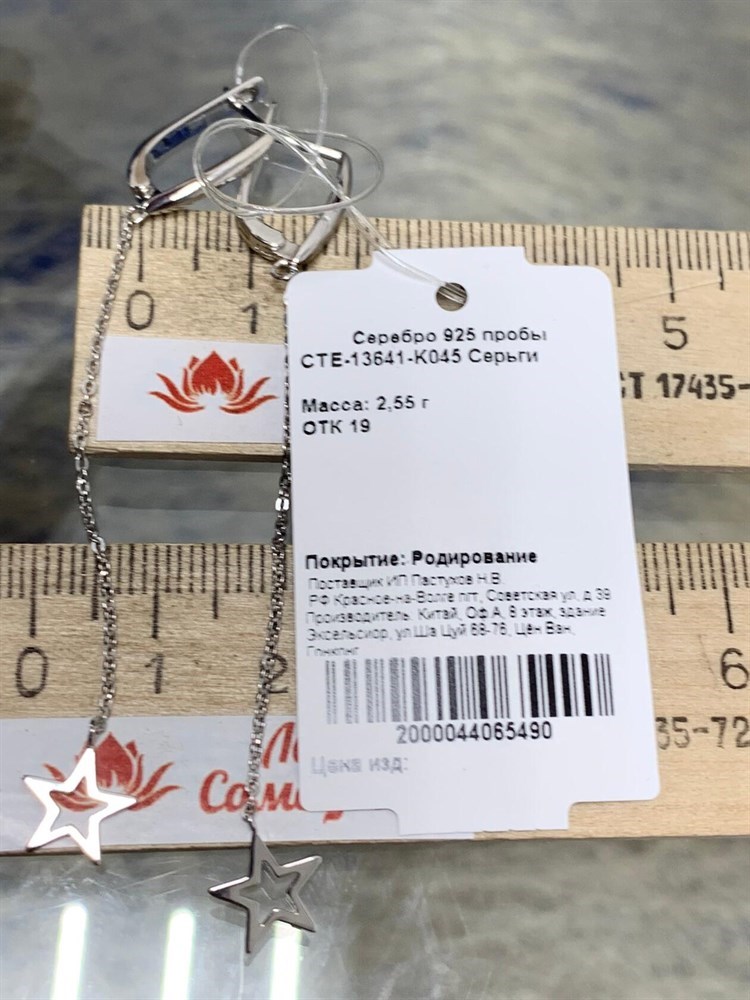 0 1 5
СТ 17435-
Серебро 925 пробы
СТЕ-13641-К045 Серьги
Масса: 2,55 г
ОТК 19
Покрытие: Родирование
Поставщик ИП Пастухов Н.В.
РФ Красное-на-Волге пгт, Советская ул, д 39
Производитель: Китай, Оф.А, 8 этаж, здание
Эксельсиор, ул.Ша Цуй 68-76, Цен Ван,
2000044065490
Цена изд:
0 1 2 6
35-72